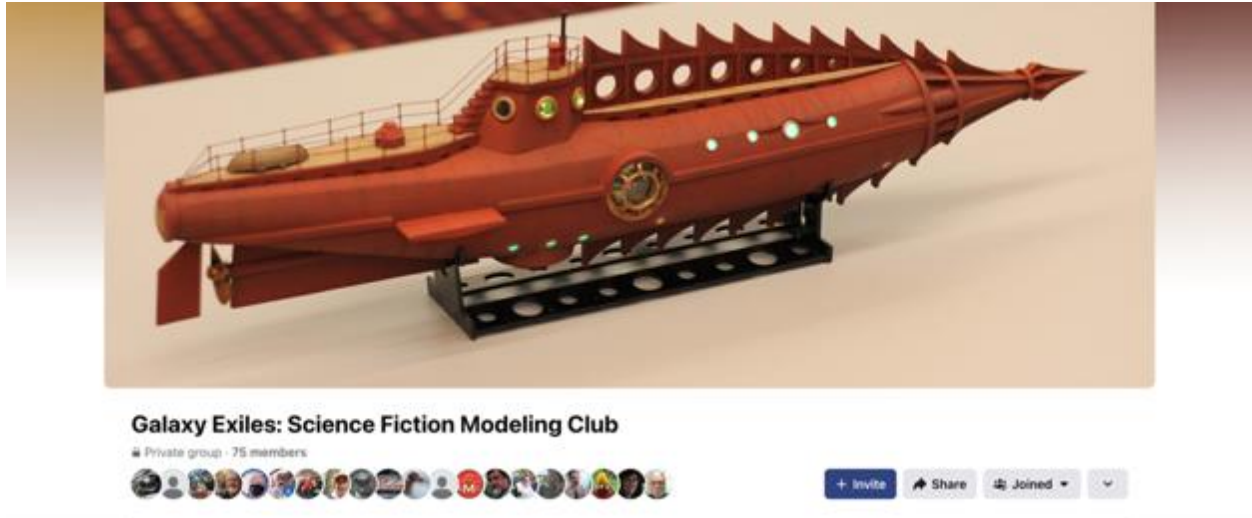 Galaxy Exiles: Science Fiction Modeling Club
Private group · 75 members
M
+ Invite
Share
Joined